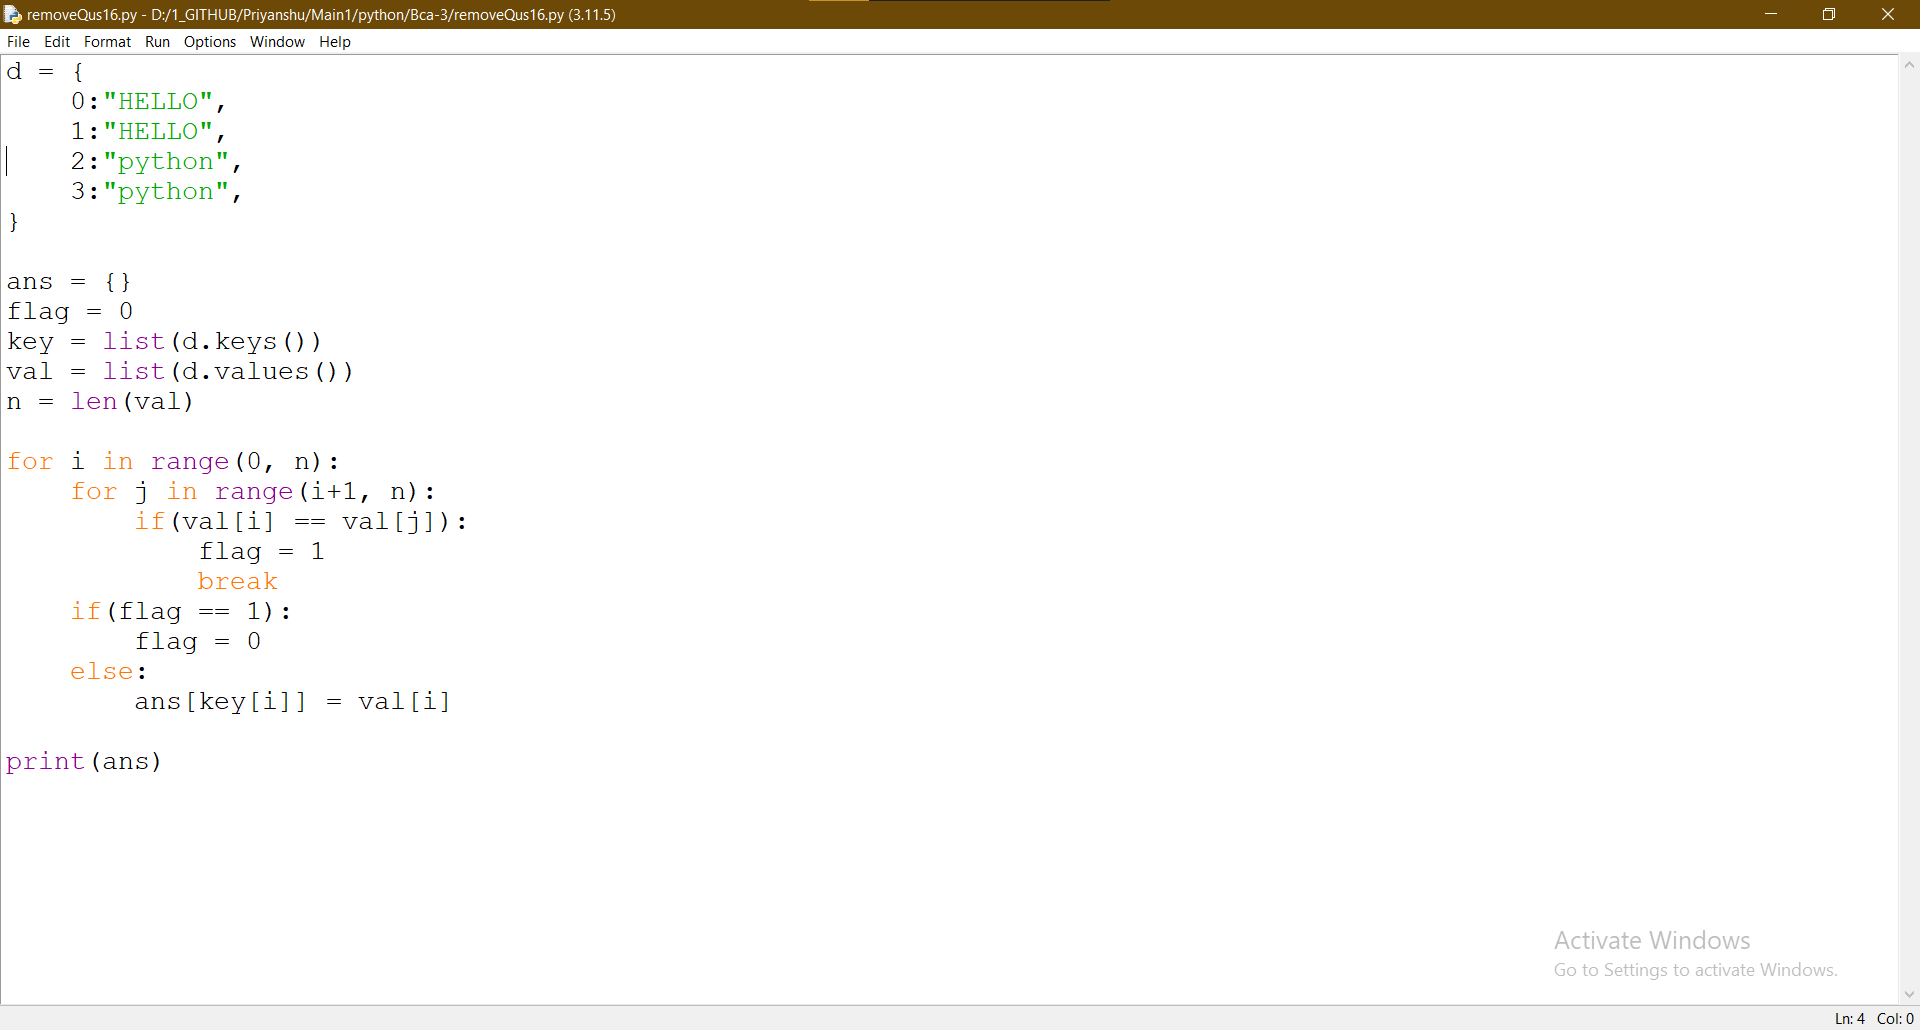 removeQus16.py - D:/1_GITHUB/Priyanshu/Main1/python/Bca-3/removeQus16.py (3.11.5)
File Edit Format Run Options Window Help
d = {
    0:"HELLO",
    1:"HELLO",
    2:"python",
    3:"python",
}

ans = {}
flag = 0
key = list(d.keys())
val = list(d.values())
n = len(val)

for i in range(0, n):
    for j in range(i+1, n):
        if(val[i] == val[j]):
            flag = 1
            break
    if(flag == 1):
        flag = 0
    else:
        ans[key[i]] = val[i]

print(ans)
Activate Windows
Go to Settings to activate Windows.
Ln: 4 Col: 0